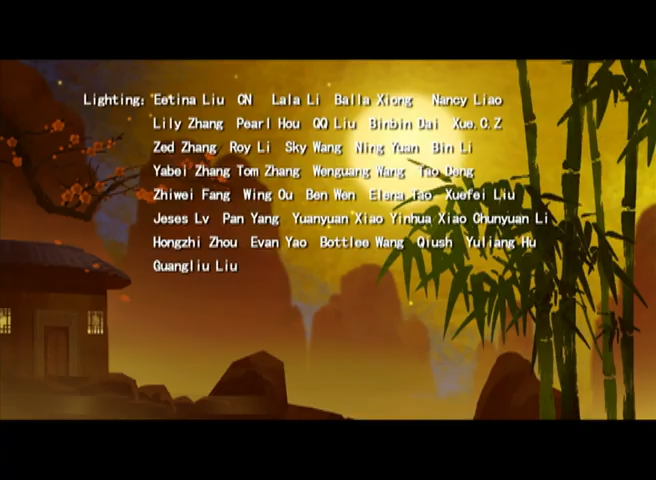 Lighting: Eetina Liu CN Lala Li Balla Xiong Nancy Liao
Lily Zhang Pearl Hou QQ Liu Binbin Dai Xue.C.Z
Zed Zhang Roy Li Sky Wang Ning Yuan Bin Li
Yabei Zhang Tom Zhang Wenguang Wang Tao Deng
Zhiwei Fang Wing Ou Ben Wen Elena Tao Xuefei Liu
Jeses Lv Pan Yang Yuanyuan Xiao Yinhua Xiao Chunyuan Li
Hongzhi Zhou Evan Yao Bottlee Wang Qiush Yuliang Hu
Guangliu Liu